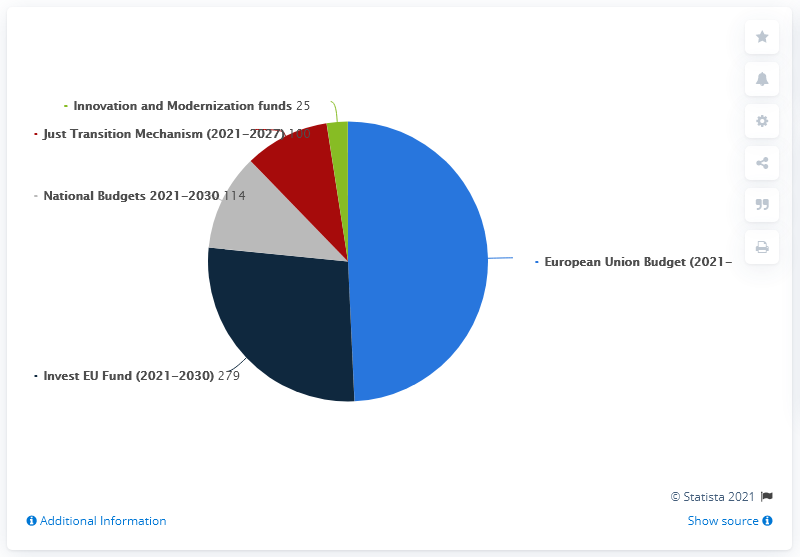 Innovation and Modernization funds 25
Just Transition Mechanism (2021–2027)
National Budgets 2021–2030 114
European Union Budget (2021–
Invest EU Fund (2021–2030) 279
© Statista 2021
Additional Information
Show source